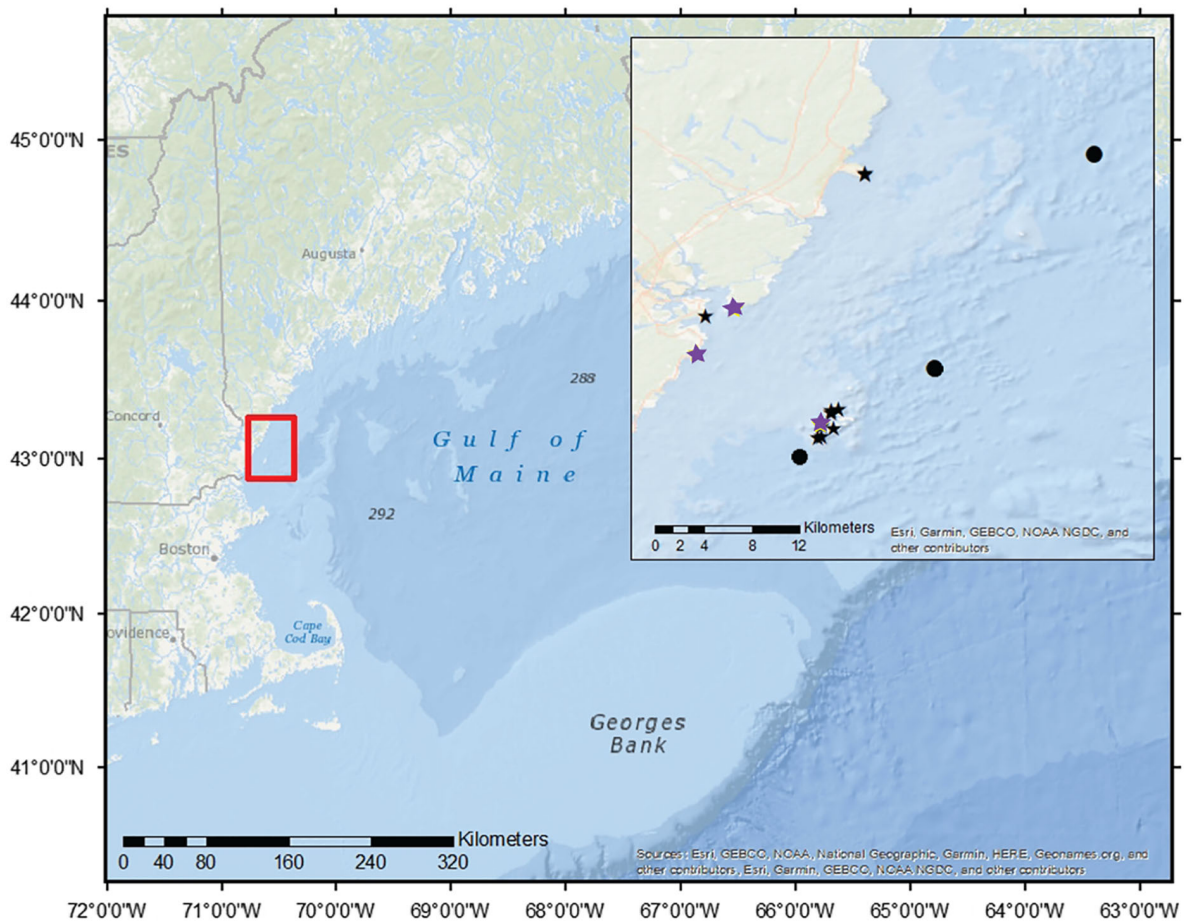 45°0'0"N
44°0'0"N
43°0'0"N
42°0'0"N
41°0'0"N
ES
Augusta
Concord
Boston
ovidence
Cape
Cod Bay
288
Gulf of
Maine
292
Georges
Bank
Kilometers
0 2 4 8 12
Esri, Garmin, GEBCO, NOAA NGDC, and
other contributors
Kilometers
0 40 80 160 240 320
Sources: Esri, GEBCO, NOAA, National Geographic, Garmin, HERE, Geonames.org, and
other contributors, Esri, Garmin, GEBCO, NOAA NGDC, and other contributors
72°0'0"W 71°0'0"W 70°0'0"W 69°0'0"W 68°0'0"W 67°0'0"W 66°0'0"W 65°0'0"W 64°0'0"W 63°0'0"W